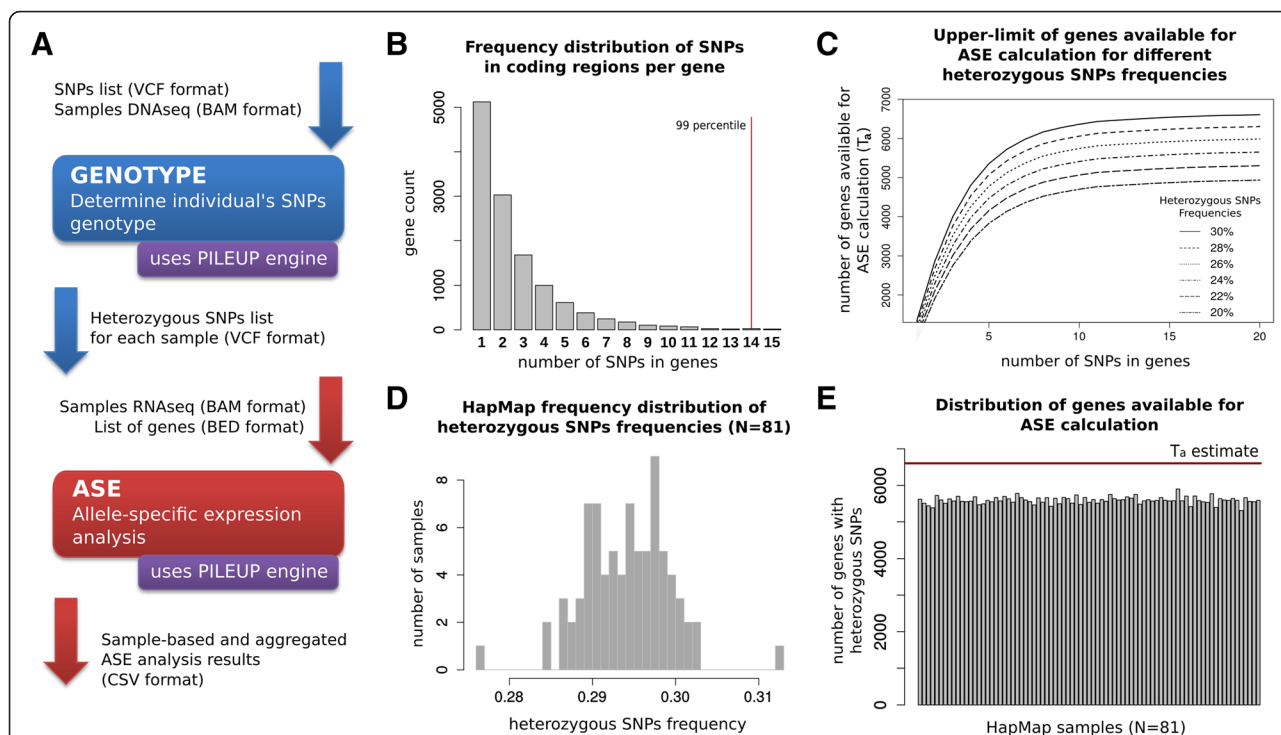 A
SNPs list (VCF format)
Samples DNAseq (BAM format)
GENOTYPE
Determine individual's SNPs
genotype
uses PILEUP engine
Heterozygous SNPs list
for each sample (VCF format)
Samples RNAseq (BAM format)
List of genes (BED format)
ASE
Allele-specific expression
analysis
uses PILEUP engine
Sample-based and aggregated
ASE analysis results
(CSV format)
B
Frequency distribution of SNPs
in coding regions per gene
99 percentile
gene count
5000
3000
1000
0
1 2 3 4 5 6 7 8 9 10 11 12 13 14 15
number of SNPs in genes
C
Upper-limit of genes available for
ASE calculation for different
heterozygous SNPs frequencies
number of genes available for
ASE calculation (Ta)
7000
6000
5000
4000
3000
2000
Heterozygous SNPs
Frequencies
30%
28%
26%
24%
22%
20%
5 10 15 20
number of SNPs in genes
D
HapMap frequency distribution of
heterozygous SNPs frequencies (N=81)
number of samples
8
6
4
2
0
0.28 0.29 0.30 0.31
heterozygous SNPs frequency
E
Distribution of genes available for
ASE calculation
Ta estimate
number of genes with
heterozygous SNPs
6000
4000
2000
0
HapMap samples (N=81)